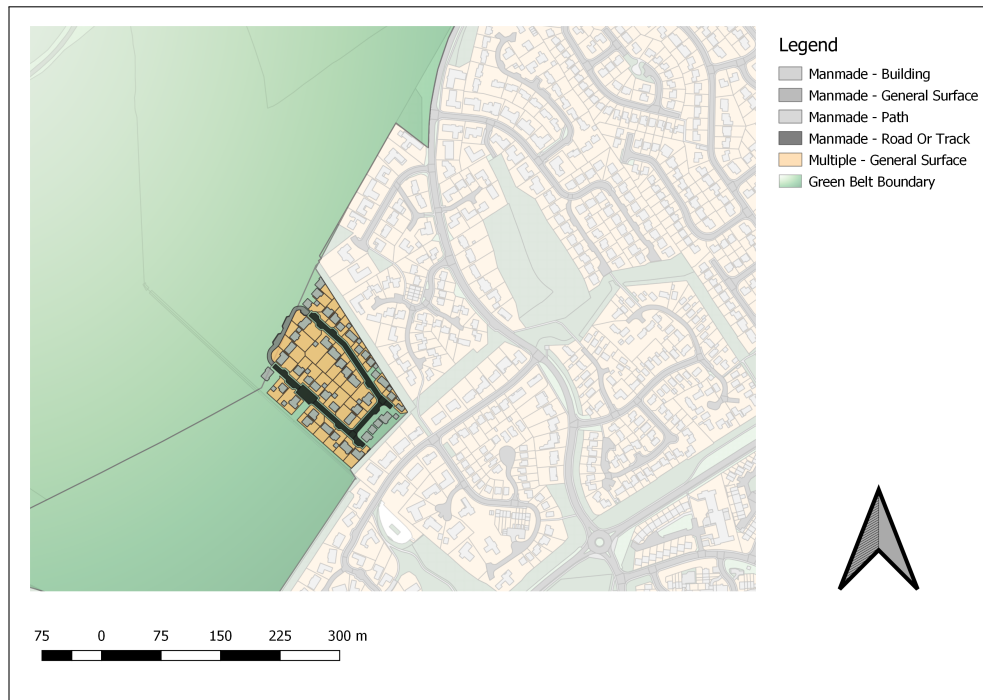 Legend
Manmade - Building
Manmade - General Surface
Manmade - Path
Manmade - Road Or Track
Multiple - General Surface
Green Belt Boundary
75 0 75 150 225 300 m